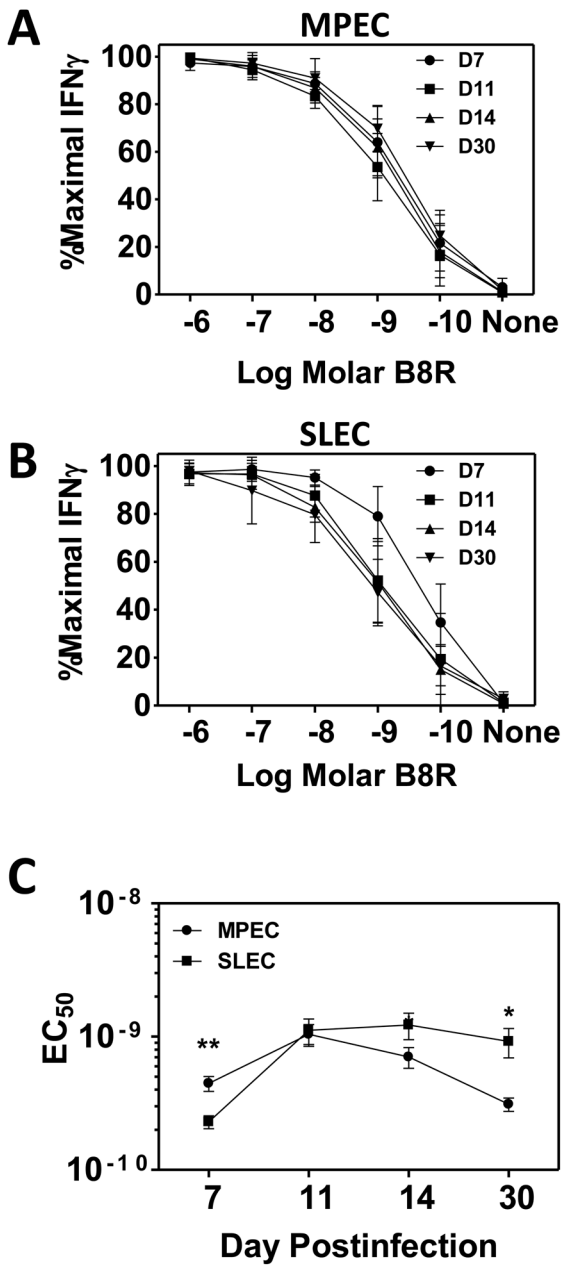 A
MPEC
%Maximal IFNγ
100
80
60
40
20
0
D7
D11
D14
D30
-6 -7 -8 -9 -10 None
Log Molar B8R
B
SLEC
%Maximal IFNγ
100
80
60
40
20
0
D7
D11
D14
D30
-6 -7 -8 -9 -10 None
Log Molar B8R
C
EC50
10-8
10-9
10-10
MPEC
SLEC
**
*
7 11 14 30
Day Postinfection